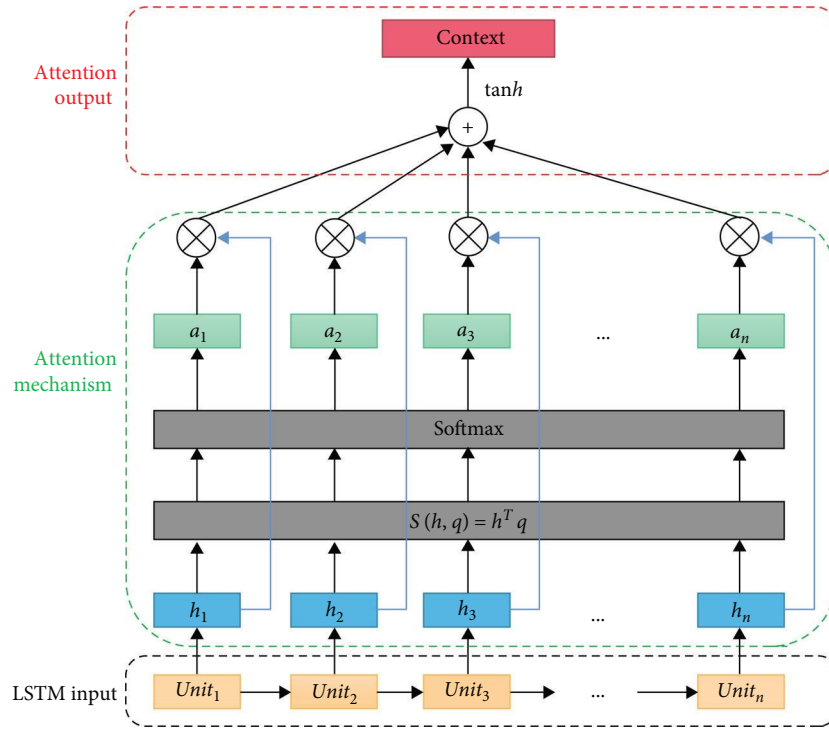 Context
Attention
output
tanh
+
a₁ a₂ a₃ ... aₙ
Attention
mechanism
Softmax
S (h, q) = hᵀ q
h₁ h₂ h₃ ... hₙ
LSTM input
Unit₁ Unit₂ Unit₃ ... Unitₙ